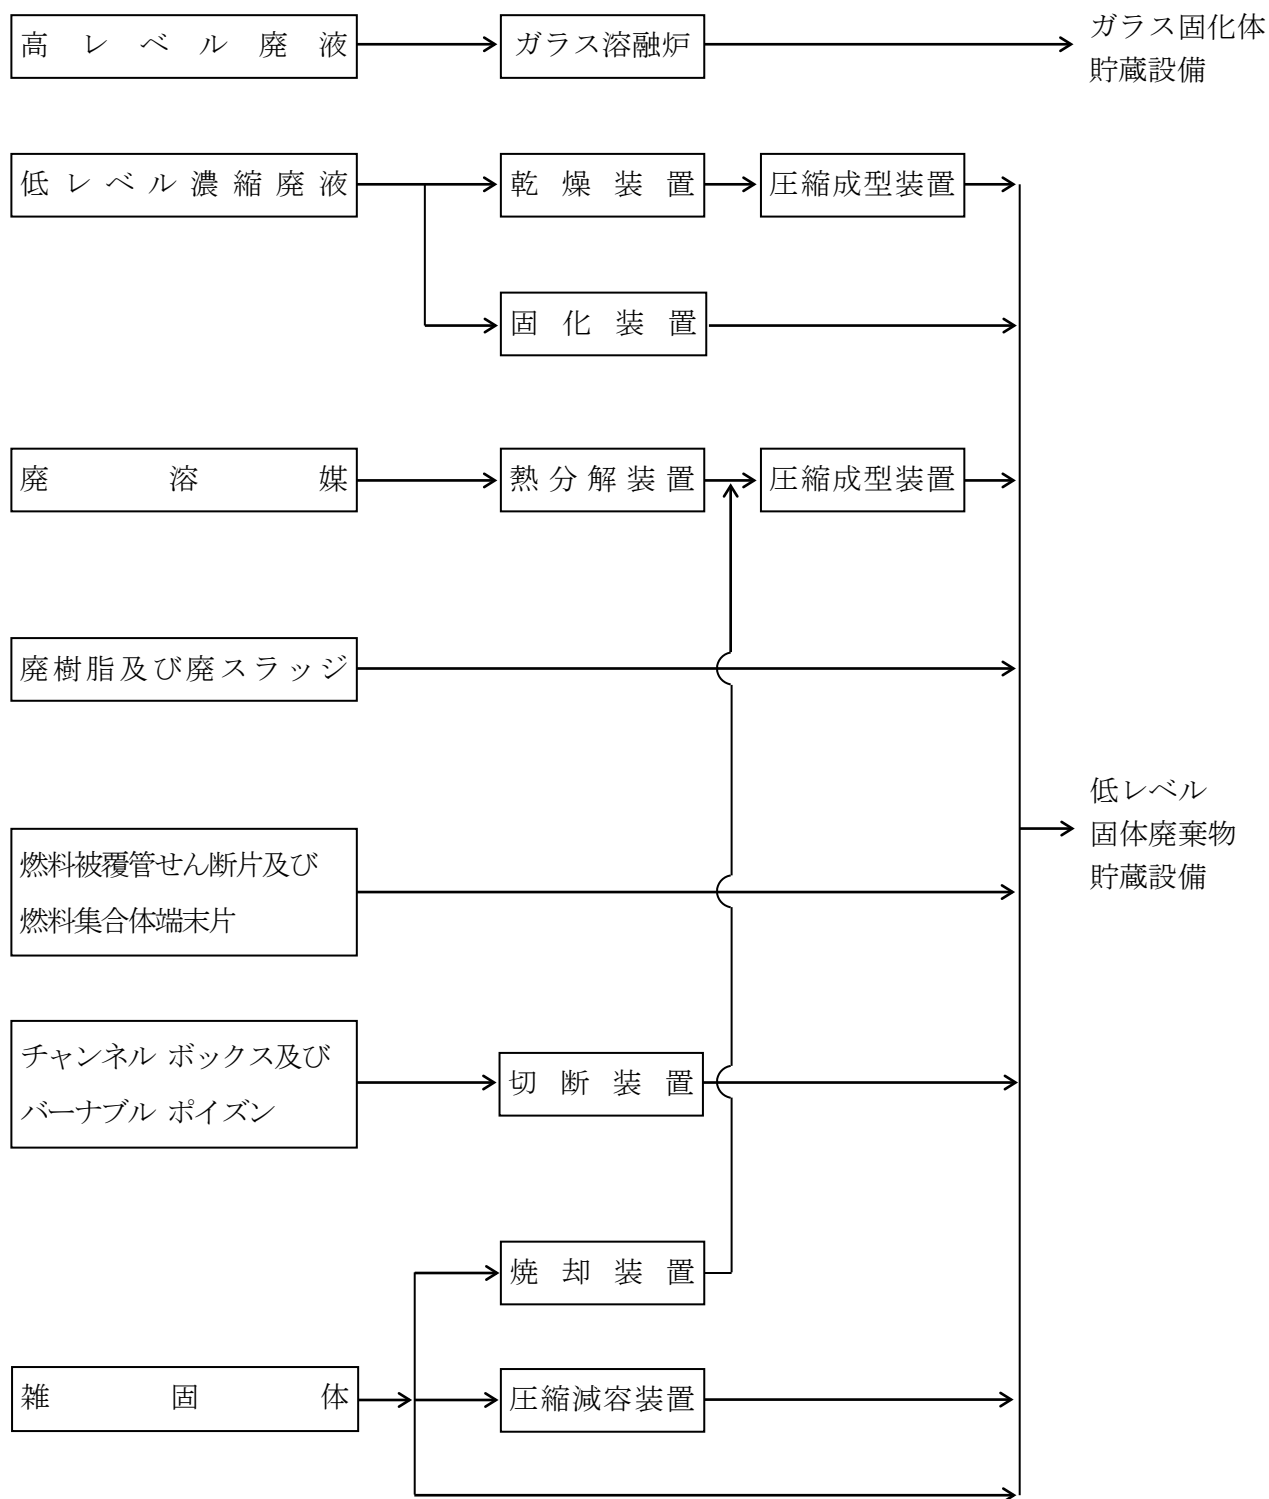 高レベル廃液
ガラス溶融炉
ガラス固化体
貯蔵設備
低レベル濃縮廃液
乾燥装置
圧縮成型装置
固化装置
廃溶媒
熱分解装置
圧縮成型装置
廃樹脂及び廃スラッジ
低レベル
固体廃棄物
貯蔵設備
燃料被覆管せん断片及び
燃料集合体端末片
チャンネル ボックス及び
バーナブル ポイズン
切断装置
焼却装置
雑固体
圧縮減容装置